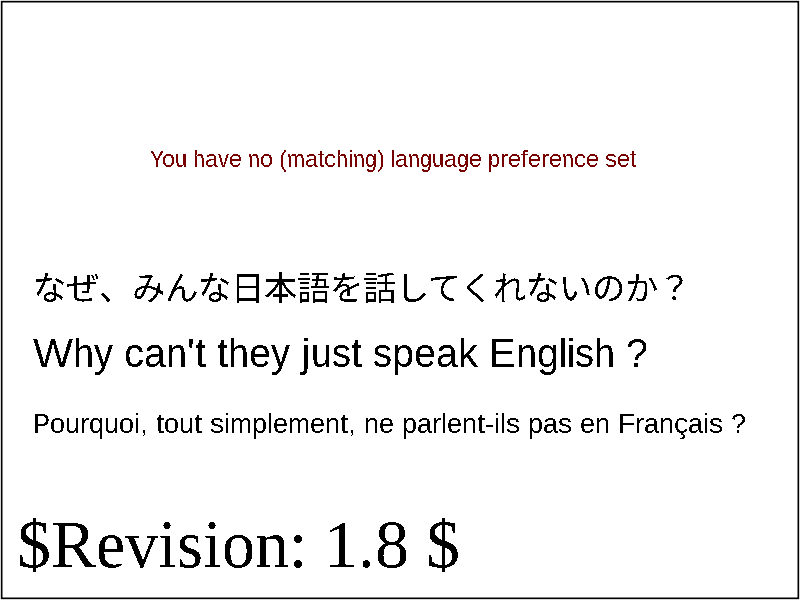 You have no (matching) language preference set
なぜ、みんな日本語を話してくれないのか？
Why can't they just speak English ?
Pourquoi, tout simplement, ne parlent-ils pas en Français ?
$Revision: 1.8 $